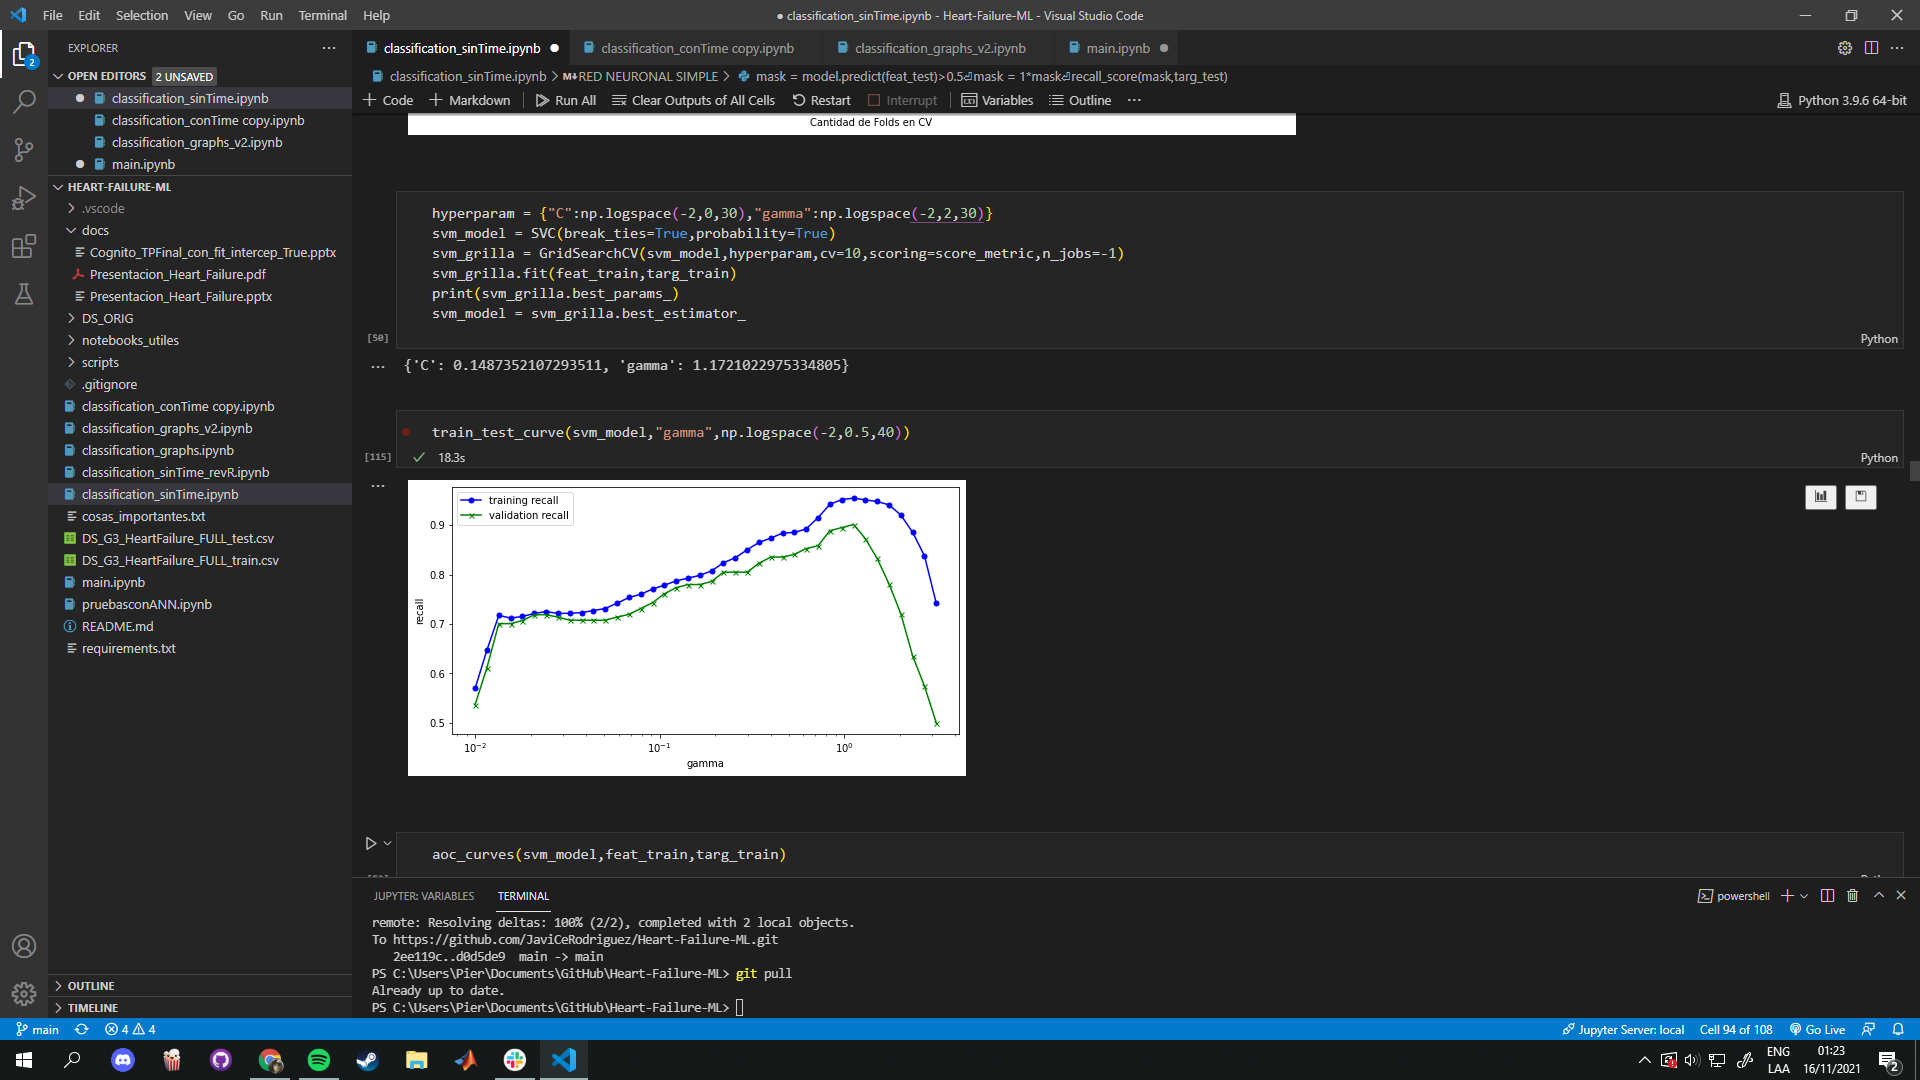 File Edit Selection View Go Run Terminal Help
● classification_sinTime.ipynb - Heart-Failure-ML - Visual Studio Code
EXPLORER
OPEN EDITORS 2 UNSAVED
classification_sinTime.ipynb
classification_conTime copy.ipynb
classification_graphs_v2.ipynb
main.ipynb
HEART-FAILURE-ML
.vscode
docs
Cognito_TPFinal_con_fit_intercep_True.pptx
Presentacion_Heart_Failure.pdf
Presentacion_Heart_Failure.pptx
DS_ORIG
notebooks_utiles
scripts
.gitignore
classification_conTime copy.ipynb
classification_graphs_v2.ipynb
classification_graphs.ipynb
classification_sinTime_revR.ipynb
classification_sinTime.ipynb
cosas_importantes.txt
DS_G3_HeartFailure_FULL_test.csv
DS_G3_HeartFailure_FULL_train.csv
main.ipynb
pruebasconANN.ipynb
README.md
requirements.txt
OUTLINE
TIMELINE
classification_sinTime.ipynb ● classification_conTime copy.ipynb classification_graphs_v2.ipynb main.ipynb ●
classification_sinTime.ipynb > M↓RED NEURONAL SIMPLE > mask = model.predict(feat_test)>0.5⏎mask = 1*mask⏎recall_score(mask,targ_test)
+ Code + Markdown Run All Clear Outputs of All Cells Restart Interrupt Variables Outline ···
Python 3.9.6 64-bit
Cantidad de Folds en CV
hyperparam = {"C":np.logspace(-2,0,30),"gamma":np.logspace(-2,2,30)}
svm_model = SVC(break_ties=True,probability=True)
svm_grilla = GridSearchCV(svm_model,hyperparam,cv=10,scoring=score_metric,n_jobs=-1)
svm_grilla.fit(feat_train,targ_train)
print(svm_grilla.best_params_)
svm_model = svm_grilla.best_estimator_
[50]
Python
{'C': 0.1487352107293511, 'gamma': 1.1721022975334805}
train_test_curve(svm_model,"gamma",np.logspace(-2,0.5,40))
[115] 18.3s
Python
training recall
validation recall
0.9
0.8
0.7
0.6
0.5
recall
10⁻² 10⁻¹ 10⁰
gamma
aoc_curves(svm_model,feat_train,targ_train)
JUPYTER: VARIABLES TERMINAL
powershell
remote: Resolving deltas: 100% (2/2), completed with 2 local objects.
To https://github.com/JaviCeRodriguez/Heart-Failure-ML.git
2ee119c..d0d5de9 main -> main
PS C:\Users\Pier\Documents\GitHub\Heart-Failure-ML> git pull
Already up to date.
PS C:\Users\Pier\Documents\GitHub\Heart-Failure-ML>
main 4 4
Jupyter Server: local Cell 94 of 108 Go Live
ENG
LAA
01:23
16/11/2021
2
2